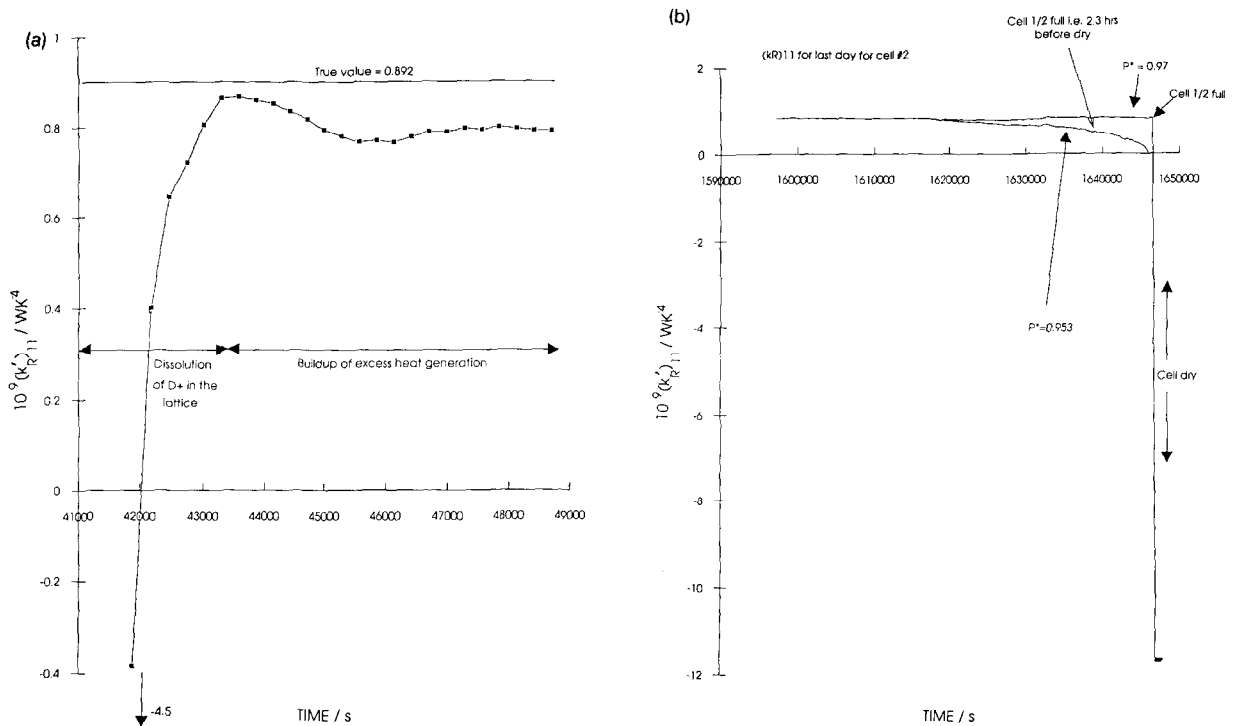 (a)
1
True value = 0.892
0.8
0.6
0.4
Dissolution
of D+ in the
lattice
Buildup of excess heat generation
0.2
0
41000
42000
43000
44000
45000
46000
47000
48000
49000
-0.2
-0.4
-4.5
10⁹(k'R)11 / WK⁴
TIME / s
(b)
Cell 1/2 full i.e. 2.3 hrs
before dry
(kR)11 for last day for cell #2
P* = 0.97
Cell 1/2 full
2
0
1590000
1600000
1610000
1620000
1630000
1640000
1650000
-2
-4
P*=0.953
Cell dry
-6
-8
-10
-12
10⁹(k'R)11 / WK⁴
TIME / s